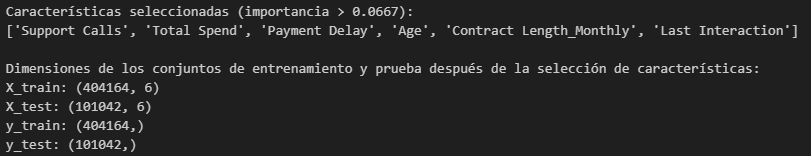 Características seleccionadas (importancia > 0.0667):
['Support Calls', 'Total Spend', 'Payment Delay', 'Age', 'Contract Length_Monthly', 'Last Interaction']
Dimensiones de los conjuntos de entrenamiento y prueba después de la selección de características:
X_train: (404164, 6)
X_test: (101042, 6)
y_train: (404164,)
y_test: (101042,)